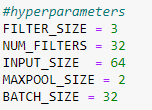 #hyperparameters
FILTER_SIZE = 3
NUM_FILTERS = 32
INPUT_SIZE  = 64
MAXPOOL_SIZE = 2
BATCH_SIZE = 32